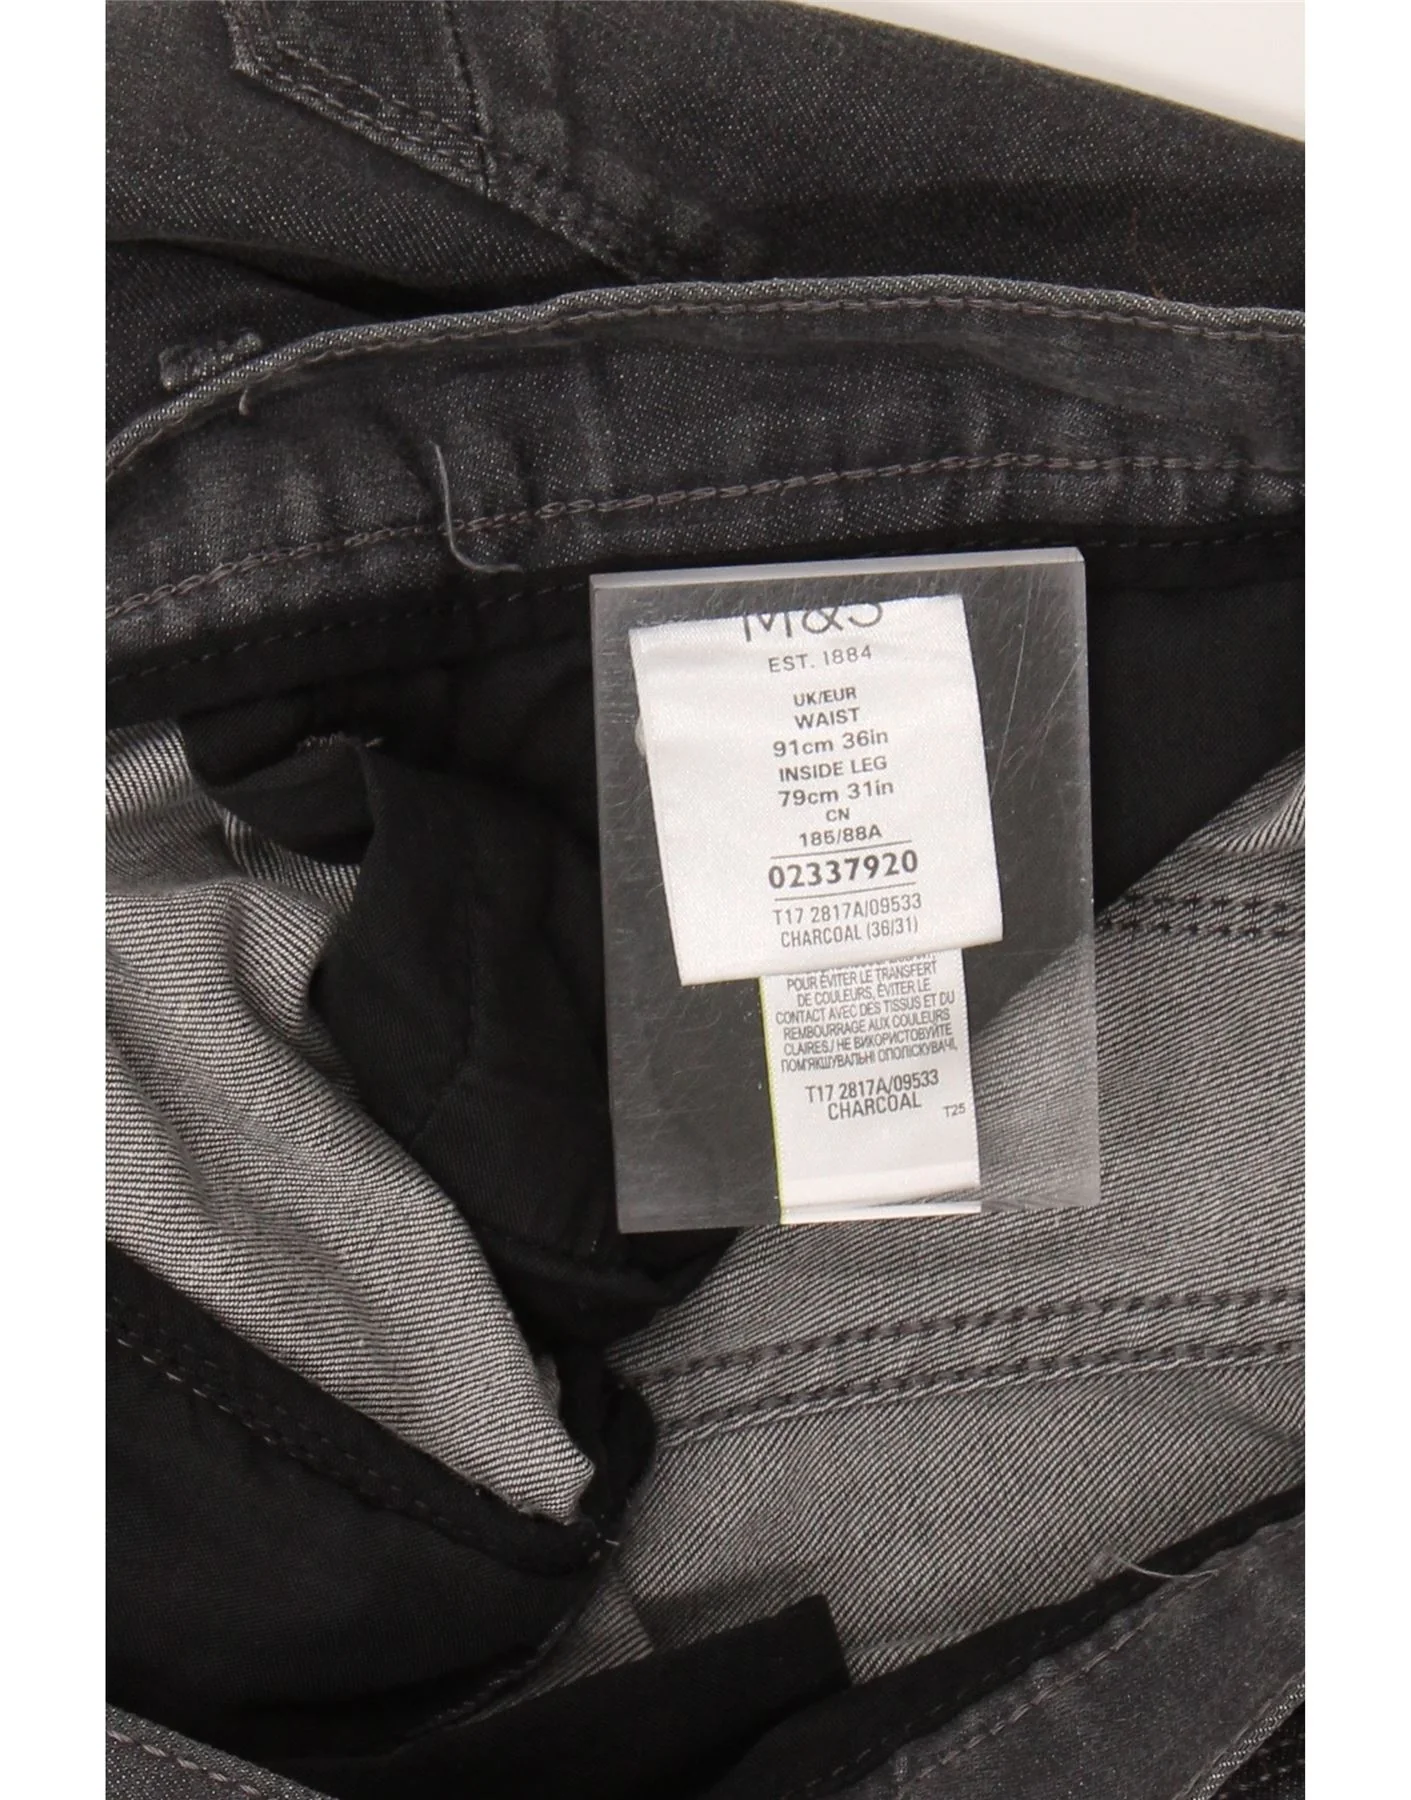 M&S
EST. 1884
UK/EUR
WAIST
91cm 36in
INSIDE LEG
79cm 31in
CN
185/88A
02337920
T17 2817A/09533
CHARCOAL (36/31)
POUR ÉVITER LE TRANSFERT
DE COULEURS, ÉVITER LE
CONTACT AVEC DES TISSUS ET DU
REMBOURRAGE AUX COULEURS
CLAIRES / НЕ ВИКОРИСТОВУЙТЕ
ПОМ'ЯКШУВАЛЬНІ ОПОЛІСКУВАЧІ,
T17 2817A/09533
CHARCOAL
T25